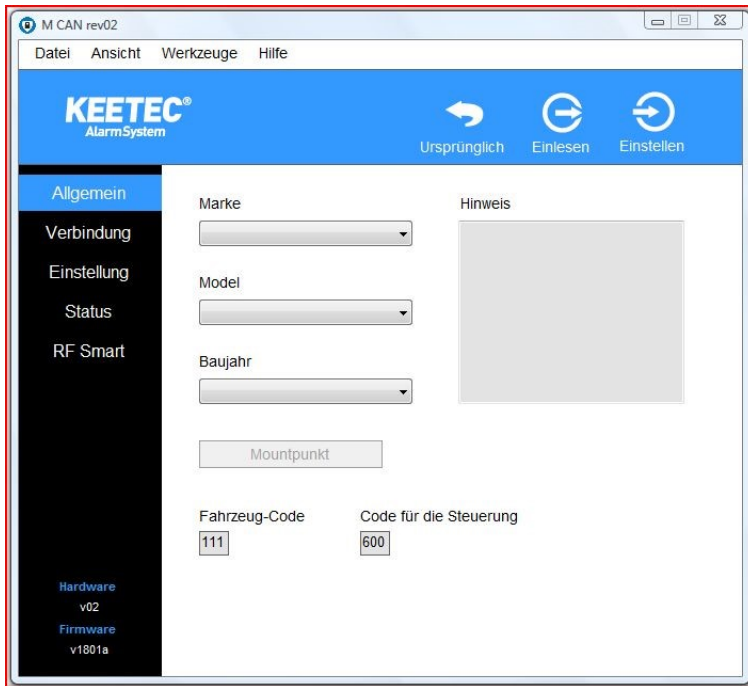 M CAN rev02
Datei Ansicht Werkzeuge Hilfe
KEETEC®
AlarmSystem
Ursprünglich Einlesen Einstellen
Allgemein
Verbindung
Einstellung
Status
RF Smart
Marke
Hinweis
Model
Baujahr
Mountpunkt
Fahrzeug-Code Code für die Steuerung
111 600
Hardware
v02
Firmware
v1801a